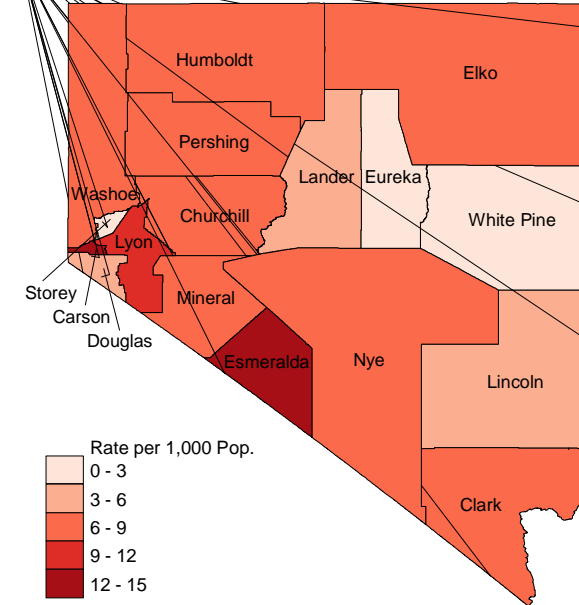 Humboldt
Elko
Pershing
Lander
Eureka
Washoe
Churchill
White Pine
Lyon
Storey
Mineral
Carson
Douglas
Esmeralda
Nye
Lincoln
Rate per 1,000 Pop.
0 - 3
3 - 6
6 - 9
9 - 12
12 - 15
Clark